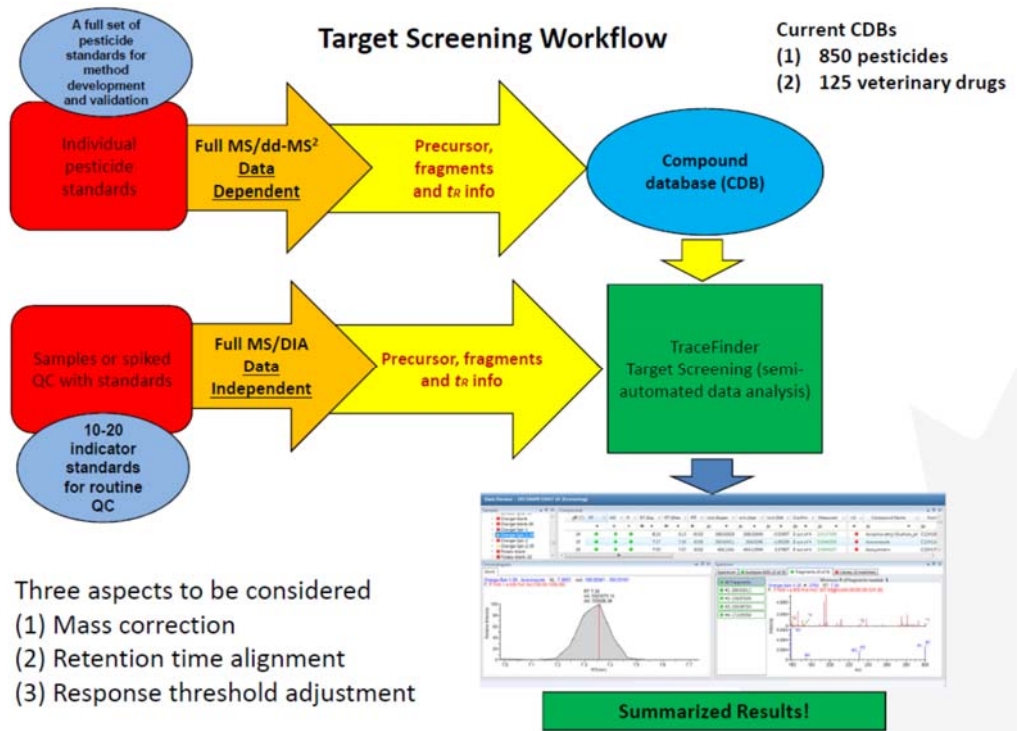 A full set of
pesticide
standards for
method
development
and validation
Target Screening Workflow
Current CDBs
(1) 850 pesticides
(2) 125 veterinary drugs
Individual
pesticide
standards
Full MS/dd-MS²
Data
Dependent
Precursor,
fragments
and tR info
Compound
database (CDB)
Samples or spiked
QC with standards
Full MS/DIA
Data
Independent
Precursor, fragments
and tR info
TraceFinder
Target Screening (semi-
automated data analysis)
10-20
indicator
standards
for routine
QC
Three aspects to be considered
(1) Mass correction
(2) Retention time alignment
(3) Response threshold adjustment
Summarized Results!